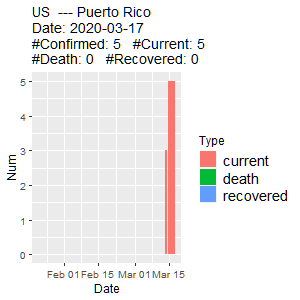 US  --- Puerto Rico
Date: 2020-03-17
#Confirmed: 5   #Current: 5
#Death: 0   #Recovered: 0
5
4
3
2
1
0
Num
Feb 01 Feb 15 Mar 01 Mar 15
Date
Type
current
death
recovered